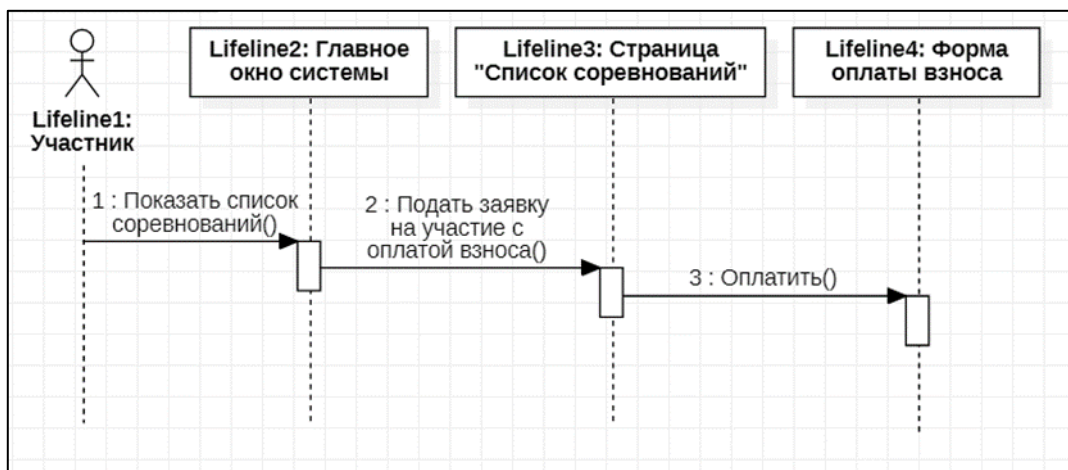 Lifeline1:
Участник
Lifeline2: Главное
окно системы
Lifeline3: Страница
"Список соревнований"
Lifeline4: Форма
оплаты взноса
1 : Показать список
соревнований()
2 : Подать заявку
на участие с
оплатой взноса()
3 : Оплатить()